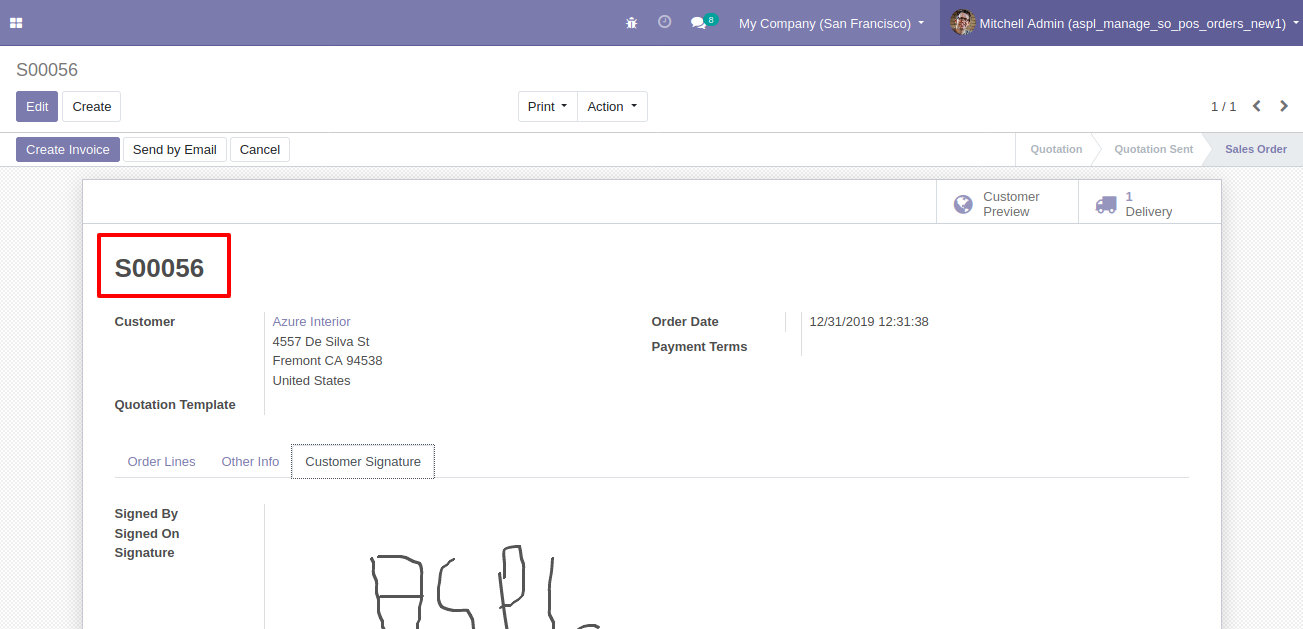 8 My Company (San Francisco) Mitchell Admin (aspl_manage_so_pos_orders_new1)
S00056
Edit Create Print Action 1 / 1
Create Invoice Send by Email Cancel Quotation Quotation Sent Sales Order
Customer Preview 1 Delivery
S00056
Customer Azure Interior Order Date 12/31/2019 12:31:38
4557 De Silva St Payment Terms
Fremont CA 94538
United States
Quotation Template
Order Lines Other Info Customer Signature
Signed By
Signed On
Signature
ASPL